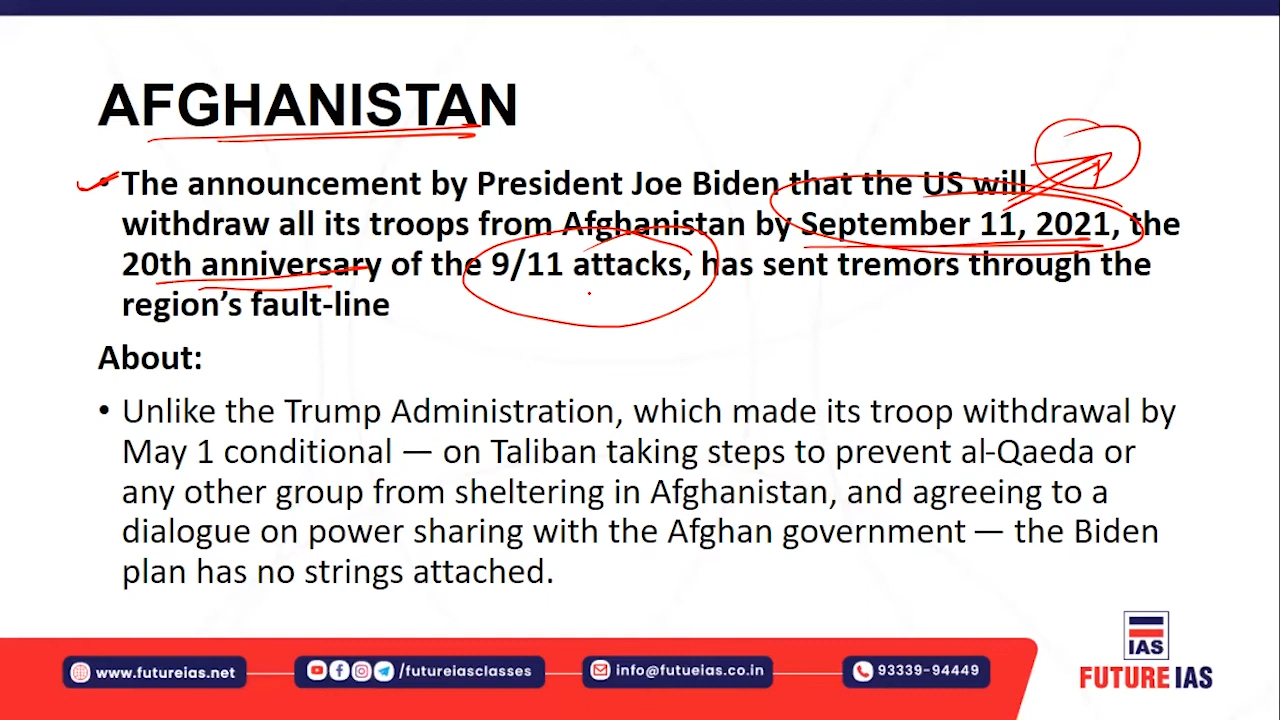 AFGHANISTAN
• The announcement by President Joe Biden that the US will
withdraw all its troops from Afghanistan by September 11, 2021, the
20th anniversary of the 9/11 attacks, has sent tremors through the
region's fault-line
About:
• Unlike the Trump Administration, which made its troop withdrawal by
May 1 conditional — on Taliban taking steps to prevent al-Qaeda or
any other group from sheltering in Afghanistan, and agreeing to a
dialogue on power sharing with the Afghan government — the Biden
plan has no strings attached.
IAS
www.futureias.net /futureiasclasses info@futueias.co.in 93339-94449
FUTURE IAS